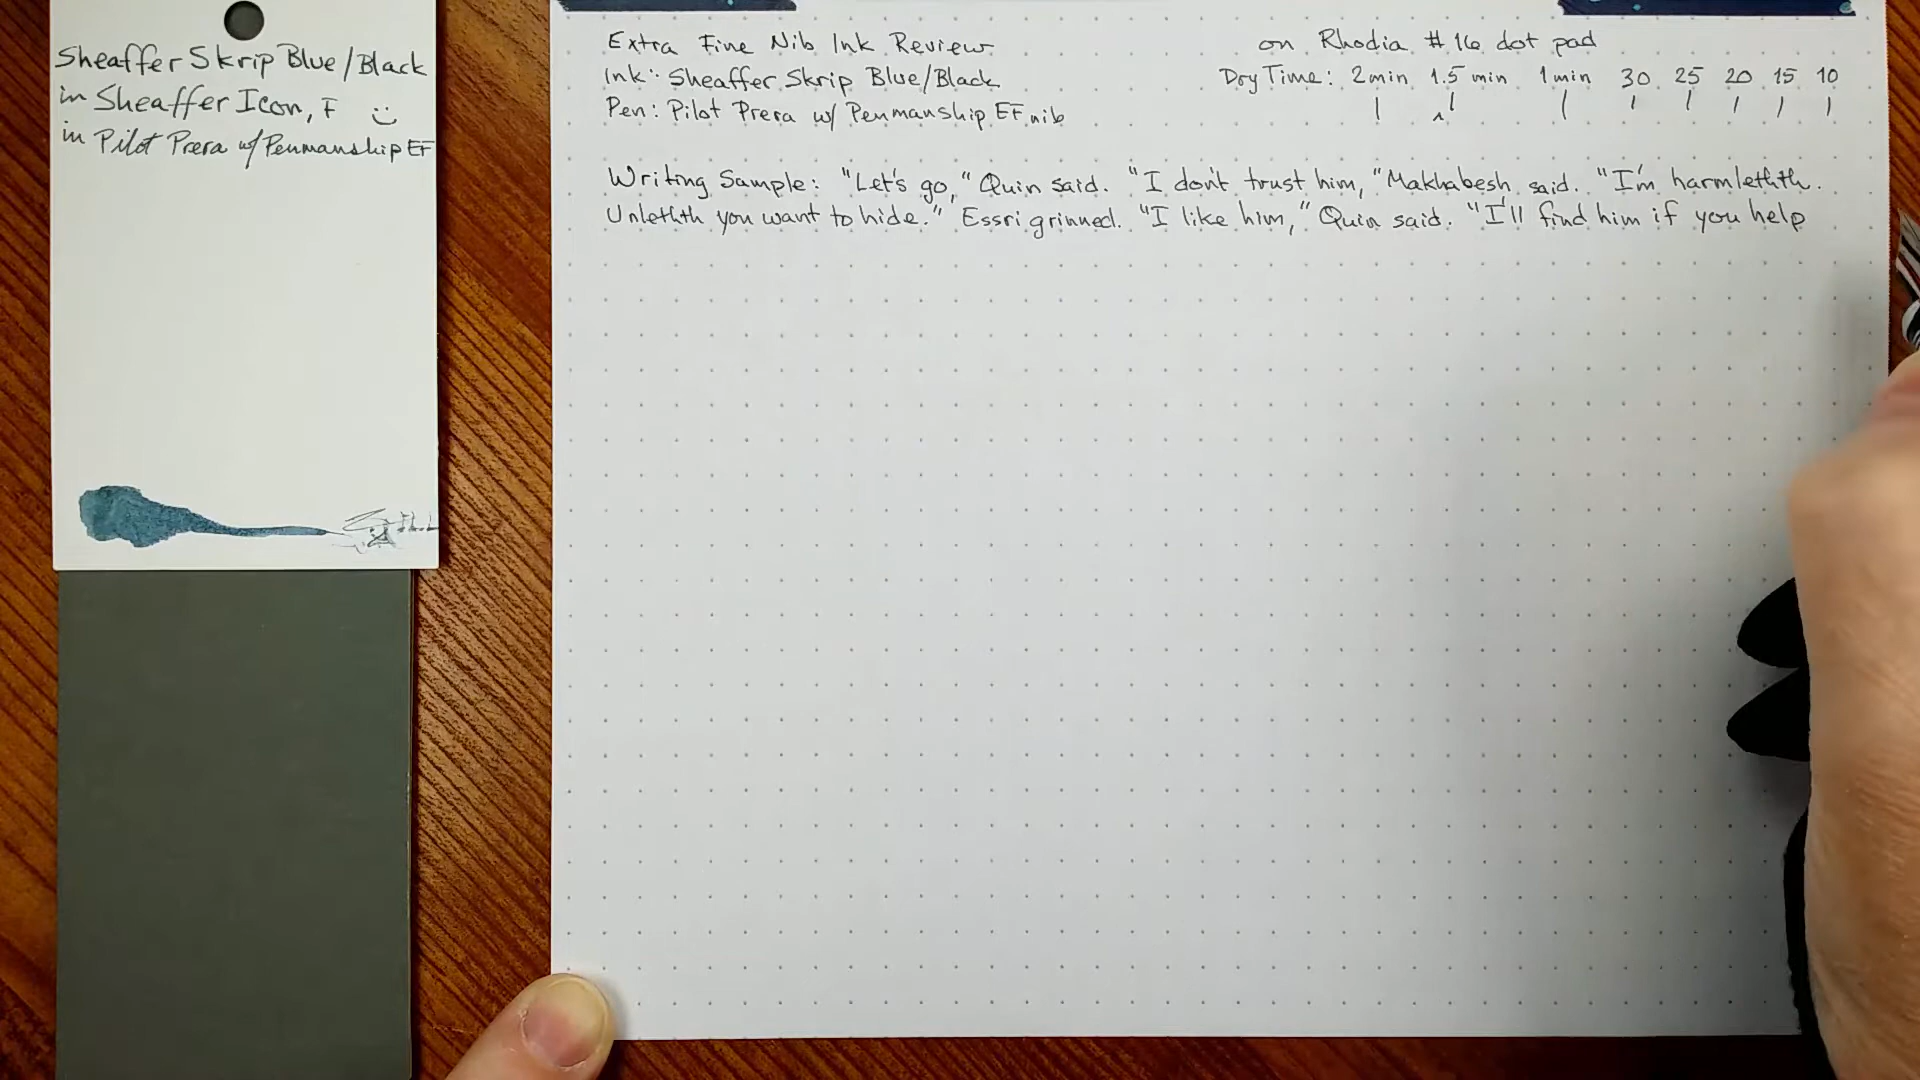 Sheaffer Skrip Blue/Black
in Sheaffer Icon, F
in Pilot Prera w/ Penmanship EF
Extra Fine Nib Ink Review
Ink: Sheaffer Skrip Blue/Black
Pen: Pilot Prera w/ Penmanship EF nib
on Rhodia #16 dot pad
Dry Time: 2 min 1.5 min 1 min 30 25 20 15 10
Writing Sample: "Let's go," Quin said. "I don't trust him," Makhabesh said. "I'm harmlethth.
Unlethth you want to hide." Essri grinned. "I like him," Quin said. "I'll find him if you help